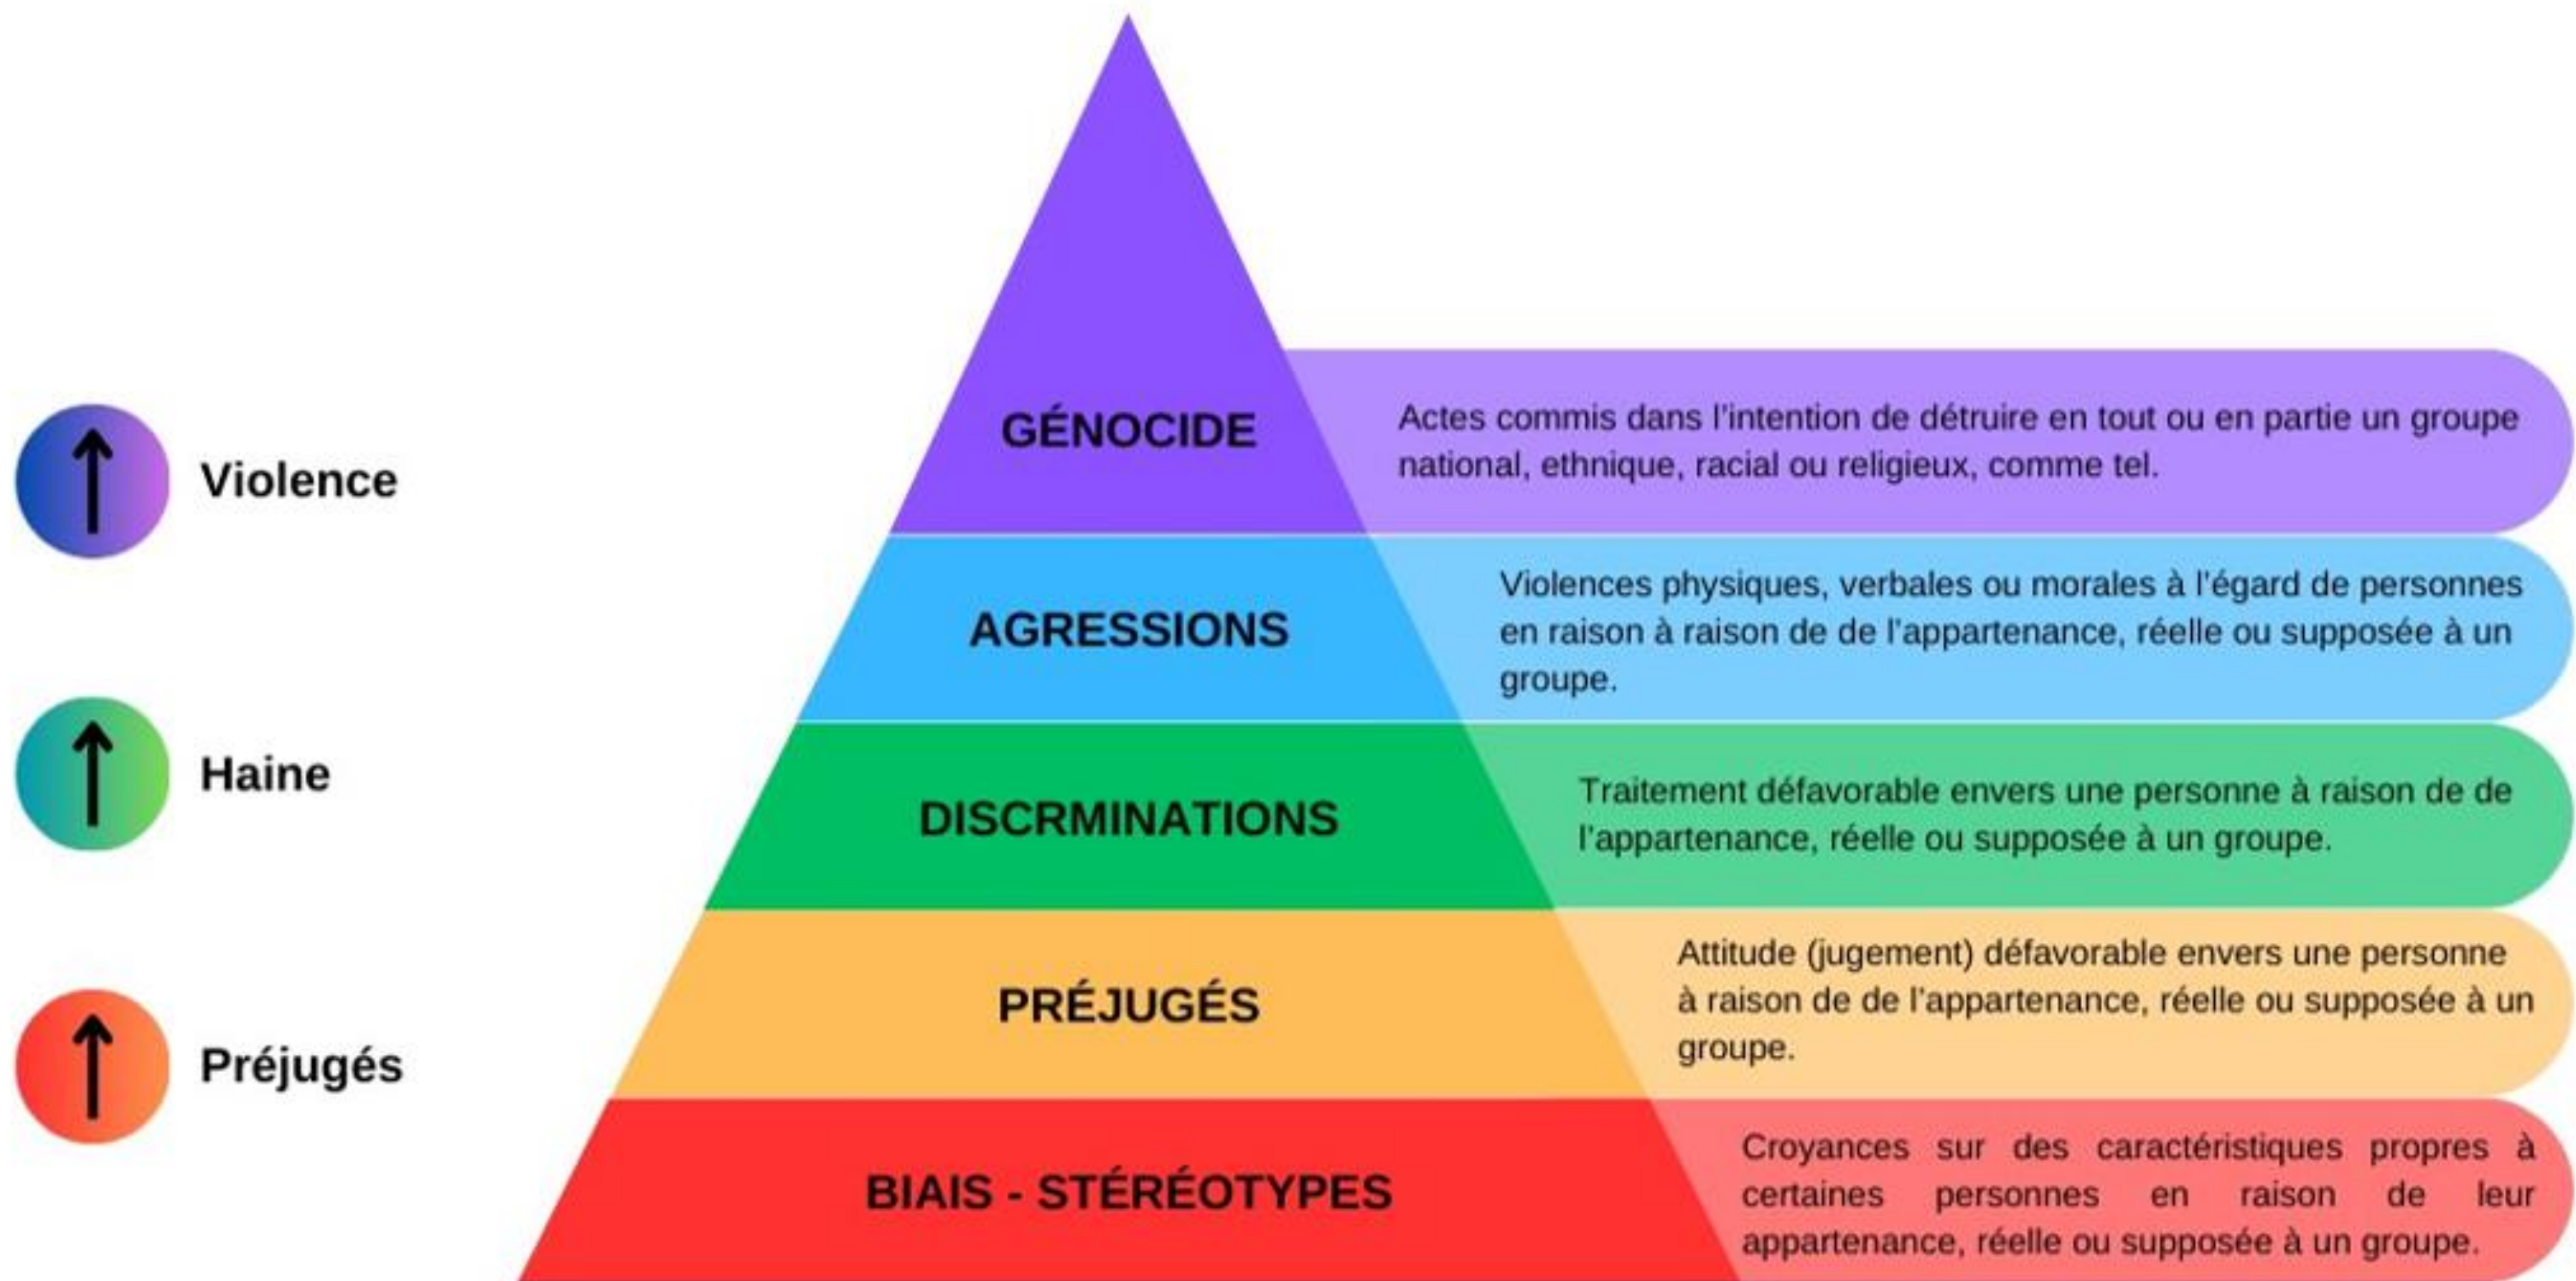 GÉNOCIDE
Actes commis dans l'intention de détruire en tout ou en partie un groupe
national, ethnique, racial ou religieux, comme tel.
Violence
AGRESSIONS
Violences physiques, verbales ou morales à l'égard de personnes
en raison à raison de de l'appartenance, réelle ou supposée à un
groupe.
Haine
DISCRMINATIONS
Traitement défavorable envers une personne à raison de de
l'appartenance, réelle ou supposée à un groupe.
Préjugés
PRÉJUGÉS
Attitude (jugement) défavorable envers une personne
à raison de de l'appartenance, réelle ou supposée à un
groupe.
BIAIS - STÉRÉOTYPES
Croyances sur des caractéristiques propres à
certaines personnes en raison de leur
appartenance, réelle ou supposée à un groupe.